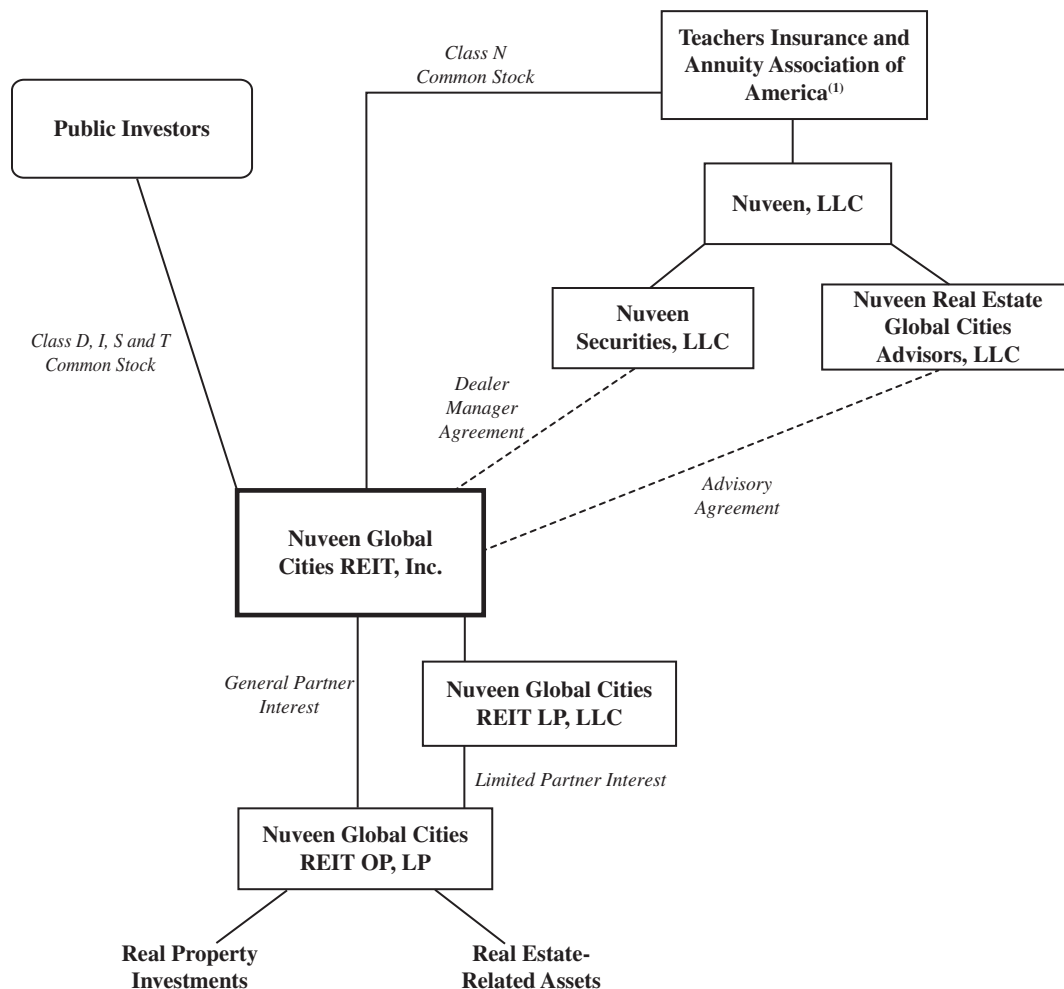 Teachers Insurance and
Annuity Association of
America(1)
Class N
Common Stock
Public Investors
Nuveen, LLC
Nuveen
Securities, LLC
Nuveen Real Estate
Global Cities
Advisors, LLC
Class D, I, S and T
Common Stock
Dealer
Manager
Agreement
Advisory
Agreement
Nuveen Global
Cities REIT, Inc.
General Partner
Interest
Nuveen Global Cities
REIT LP, LLC
Limited Partner Interest
Nuveen Global Cities
REIT OP, LP
Real Property
Investments
Real Estate-
Related Assets